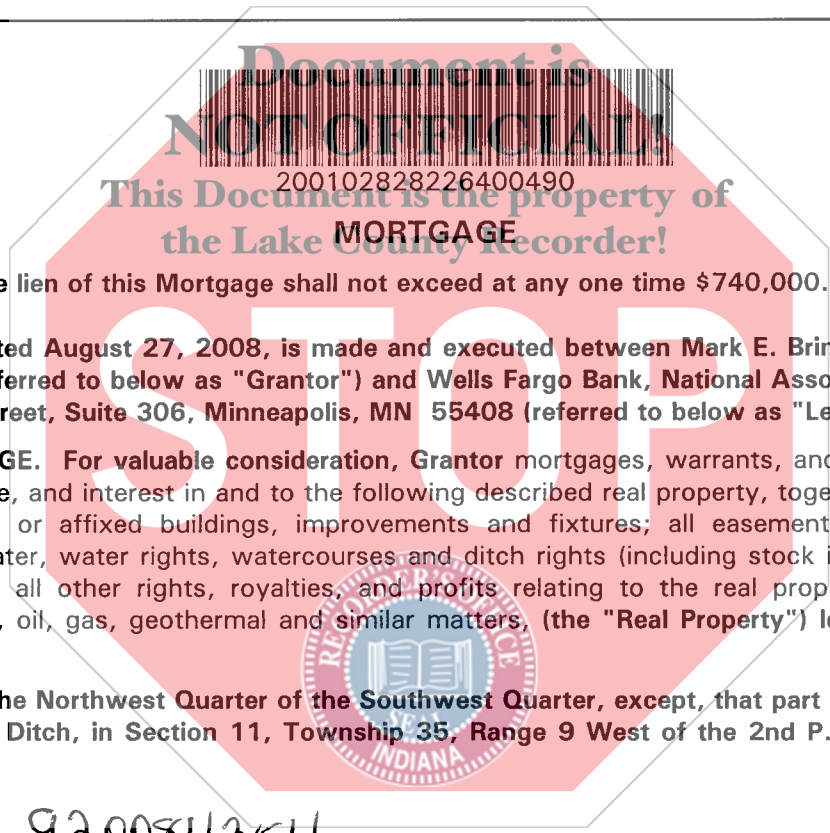 Document is
NOT OFFICIAL!
200102828226400490
This Document is the property of
MORTGAGE
the Lake County Recorder!
e lien of this Mortgage shall not exceed at any one time $740,000.
ted August 27, 2008, is made and executed between Mark E. Brin
ferred to below as "Grantor") and Wells Fargo Bank, National Asso
reet, Suite 306, Minneapolis, MN 55408 (referred to below as "Le
GE. For valuable consideration, Grantor mortgages, warrants, and
e, and interest in and to the following described real property, toge
or affixed buildings, improvements and fixtures; all easement
ater, water rights, watercourses and ditch rights (including stock i
all other rights, royalties, and profits relating to the real prop
, oil, gas, geothermal and similar matters, (the "Real Property") l
he Northwest Quarter of the Southwest Quarter, except, that part
Ditch, in Section 11, Township 35, Range 9 West of the 2nd P.
STOP
RECORDER'S OFFICE
SEAL
INDIANA